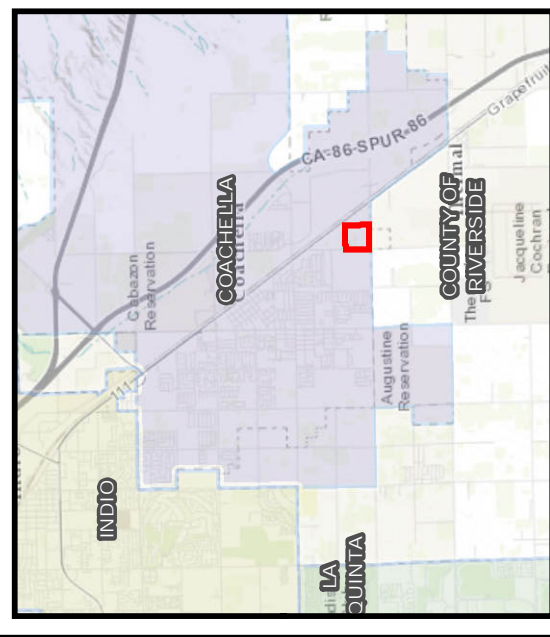 CA-86-SPUR-86
Grapefruit
COACHELLA
Coachella
COUNTY OF
RIVERSIDE
Jacqueline
Cochran
Cabazon
Reservation
Augustine
Reservation
111
INDIO
LA
QUINTA